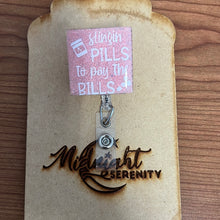 slingin'
PILLS
to pay the
BILLS
Midnight
SERENITY